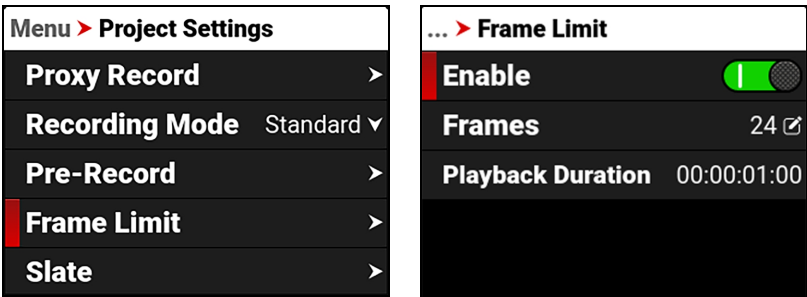 Menu ➤ Project Settings
Proxy Record
Recording Mode Standard
Pre-Record
Frame Limit
Slate
... ➤ Frame Limit
Enable
Frames 24
Playback Duration 00:00:01:00